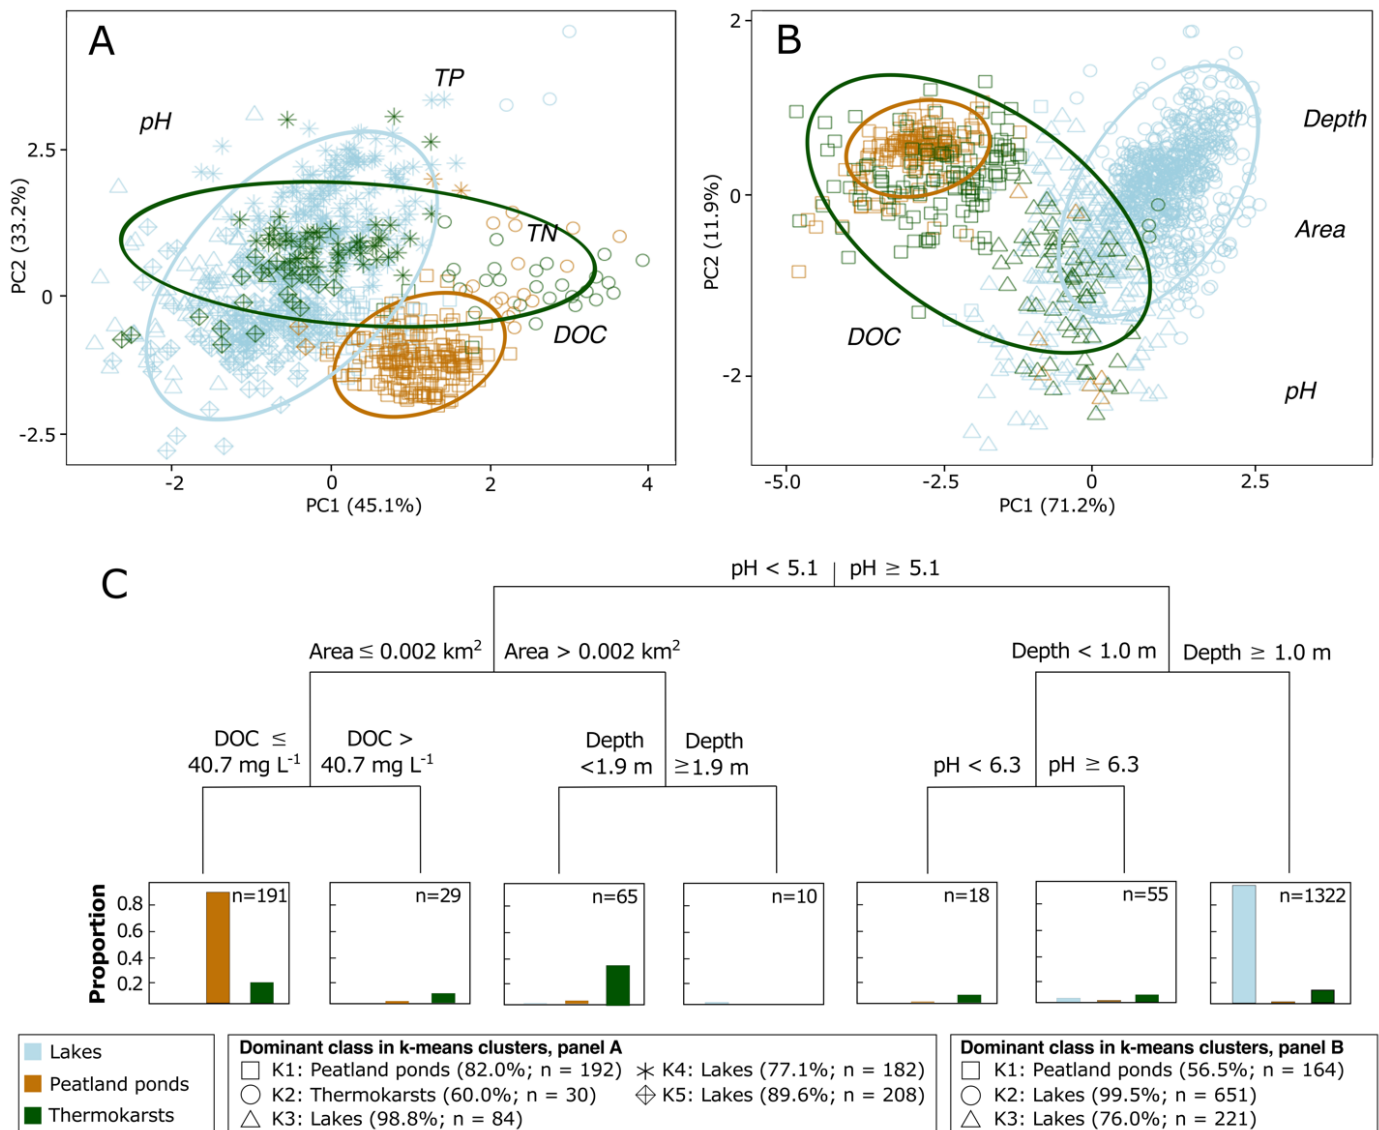 A
TP
pH
TN
DOC
2.5
0
-2.5
PC2 (33.2%)
-2
0
2
4
PC1 (45.1%)
B
Depth
Area
DOC
pH
2
0
-2
PC2 (11.9%)
-5.0
-2.5
0
2.5
PC1 (71.2%)
C
pH < 5.1
pH ≥ 5.1
Area ≤ 0.002 km²
Area > 0.002 km²
Depth < 1.0 m
Depth ≥ 1.0 m
DOC ≤
40.7 mg L⁻¹
DOC >
40.7 mg L⁻¹
Depth
<1.9 m
Depth
≥1.9 m
pH < 6.3
pH ≥ 6.3
Proportion
0.8
0.6
0.4
0.2
n=191
n=29
n=65
n=10
n=18
n=55
n=1322
Lakes
Peatland ponds
Thermokarsts
Dominant class in k-means clusters, panel A
K1: Peatland ponds (82.0%; n = 192)
K2: Thermokarsts (60.0%; n = 30)
K3: Lakes (98.8%; n = 84)
K4: Lakes (77.1%; n = 182)
K5: Lakes (89.6%; n = 208)
Dominant class in k-means clusters, panel B
K1: Peatland ponds (56.5%; n = 164)
K2: Lakes (99.5%; n = 651)
K3: Lakes (76.0%; n = 221)